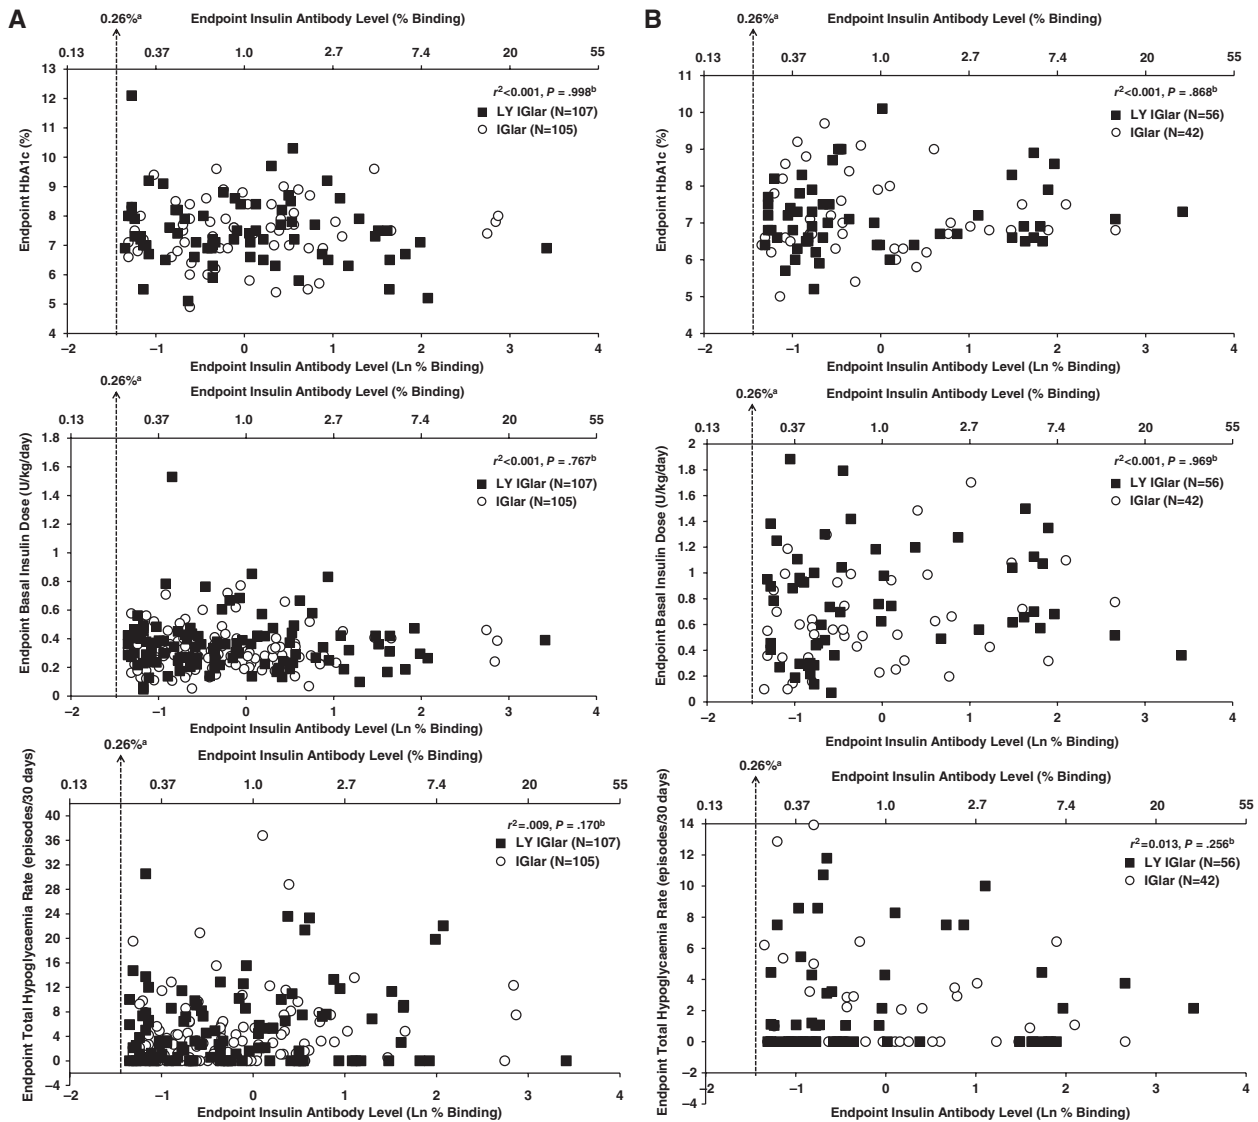 A
Endpoint Insulin Antibody Level (% Binding)
0.26%ª
0.13 0.37 1.0 2.7 7.4 20 55
13
12
11
10
9
8
7
6
5
4
Endpoint HbA1c (%)
r²<0.001, P = .998ᵇ
LY IGlar (N=107)
IGlar (N=105)
−2 −1 0 1 2 3 4
Endpoint Insulin Antibody Level (Ln % Binding)
0.26%ª
Endpoint Insulin Antibody Level (% Binding)
0.13 0.37 1.0 2.7 7.4 20 55
1.8
1.6
1.4
1.2
1
0.8
0.6
0.4
0.2
0
Endpoint Basal Insulin Dose (U/kg/day)
r²<0.001, P = .767ᵇ
LY IGlar (N=107)
IGlar (N=105)
−2 −1 0 1 2 3 4
Endpoint Insulin Antibody Level (Ln % Binding)
0.26%ª
Endpoint Insulin Antibody Level (% Binding)
0.13 0.37 1.0 2.7 7.4 20 55
40
36
32
28
24
20
16
12
8
4
0
−4
Endpoint Total Hypoglycaemia Rate (episodes/30 days)
r²=.009, P = .170ᵇ
LY IGlar (N=107)
IGlar (N=105)
−2 −1 0 1 2 3 4
Endpoint Insulin Antibody Level (Ln % Binding)
B
0.26%ª
Endpoint Insulin Antibody Level (% Binding)
0.13 0.37 1.0 2.7 7.4 20 55
11
10
9
8
7
6
5
4
Endpoint HbA1c (%)
r²<0.001, P = .868ᵇ
LY IGlar (N=56)
IGlar (N=42)
−2 −1 0 1 2 3 4
Endpoint Insulin Antibody Level (Ln % Binding)
0.26%ª
Endpoint Insulin Antibody Level (% Binding)
0.13 0.37 1.0 2.7 7.4 20 55
2
1.8
1.6
1.4
1.2
1
0.8
0.6
0.4
0.2
0
Endpoint Basal Insulin Dose (U/kg/day)
r²<0.001, P = .969ᵇ
LY IGlar (N=56)
IGlar (N=42)
−2 −1 0 1 2 3 4
Endpoint Insulin Antibody Level (Ln % Binding)
0.26%ª
Endpoint Insulin Antibody Level (% Binding)
0.13 0.37 1.0 2.7 7.4 20 55
14
12
10
8
6
4
2
0
−2
−4
Endpoint Total Hypoglycaemia Rate (episodes/30 days)
r²=0.013, P = .256ᵇ
LY IGlar (N=56)
IGlar (N=42)
−2 −1 0 1 2 3 4
Endpoint Insulin Antibody Level (Ln % Binding)